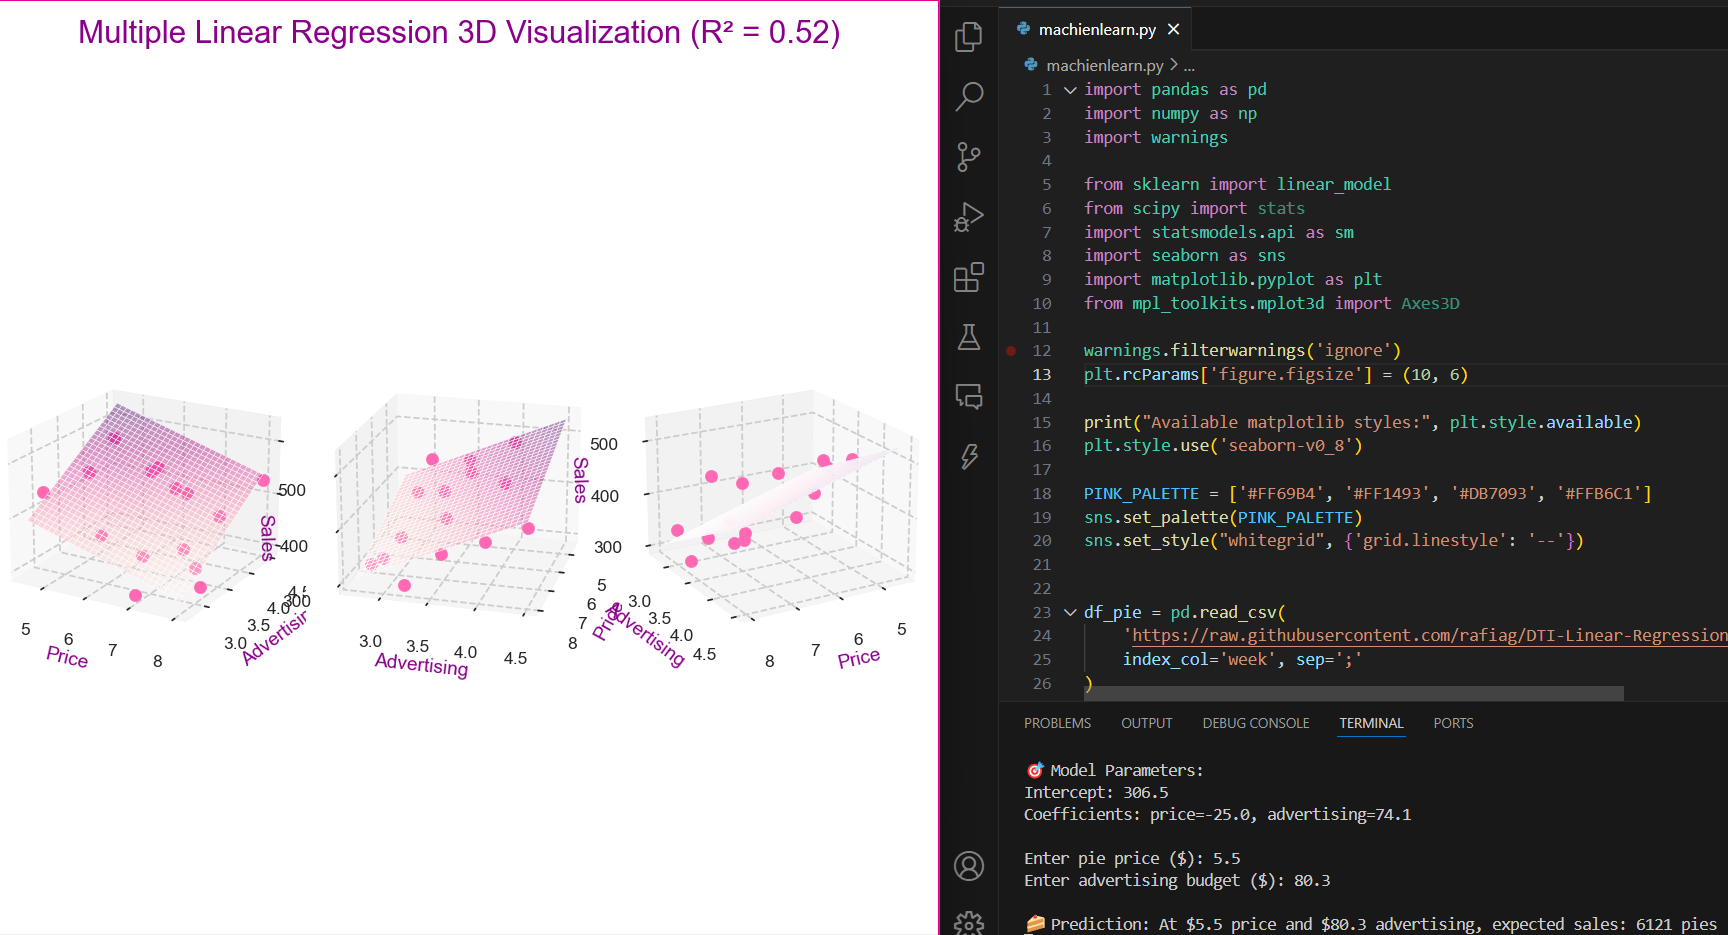 Multiple Linear Regression 3D Visualization (R² = 0.52)
500
400
300
Sales
4.5
4.0
3.5
3.0
Advertising
5
6
7
8
Price
500
400
300
Sales
5
6
7
8
Price
3.0
3.5
4.0
4.5
Advertising
3.0
3.5
4.0
4.5
Advertising
8
7
6
5
Price
machienlearn.py
machienlearn.py > ...
1 import pandas as pd
2 import numpy as np
3 import warnings
4
5 from sklearn import linear_model
6 from scipy import stats
7 import statsmodels.api as sm
8 import seaborn as sns
9 import matplotlib.pyplot as plt
10 from mpl_toolkits.mplot3d import Axes3D
11
12 warnings.filterwarnings('ignore')
13 plt.rcParams['figure.figsize'] = (10, 6)
14
15 print("Available matplotlib styles:", plt.style.available)
16 plt.style.use('seaborn-v0_8')
17
18 PINK_PALETTE = ['#FF69B4', '#FF1493', '#DB7093', '#FFB6C1']
19 sns.set_palette(PINK_PALETTE)
20 sns.set_style("whitegrid", {'grid.linestyle': '--'})
21
22
23 df_pie = pd.read_csv(
24 'https://raw.githubusercontent.com/rafiag/DTI-Linear-Regression
25 index_col='week', sep=';'
26 )
PROBLEMS OUTPUT DEBUG CONSOLE TERMINAL PORTS
🎯 Model Parameters:
Intercept: 306.5
Coefficients: price=-25.0, advertising=74.1
Enter pie price ($): 5.5
Enter advertising budget ($): 80.3
🍰 Prediction: At $5.5 price and $80.3 advertising, expected sales: 6121 pies